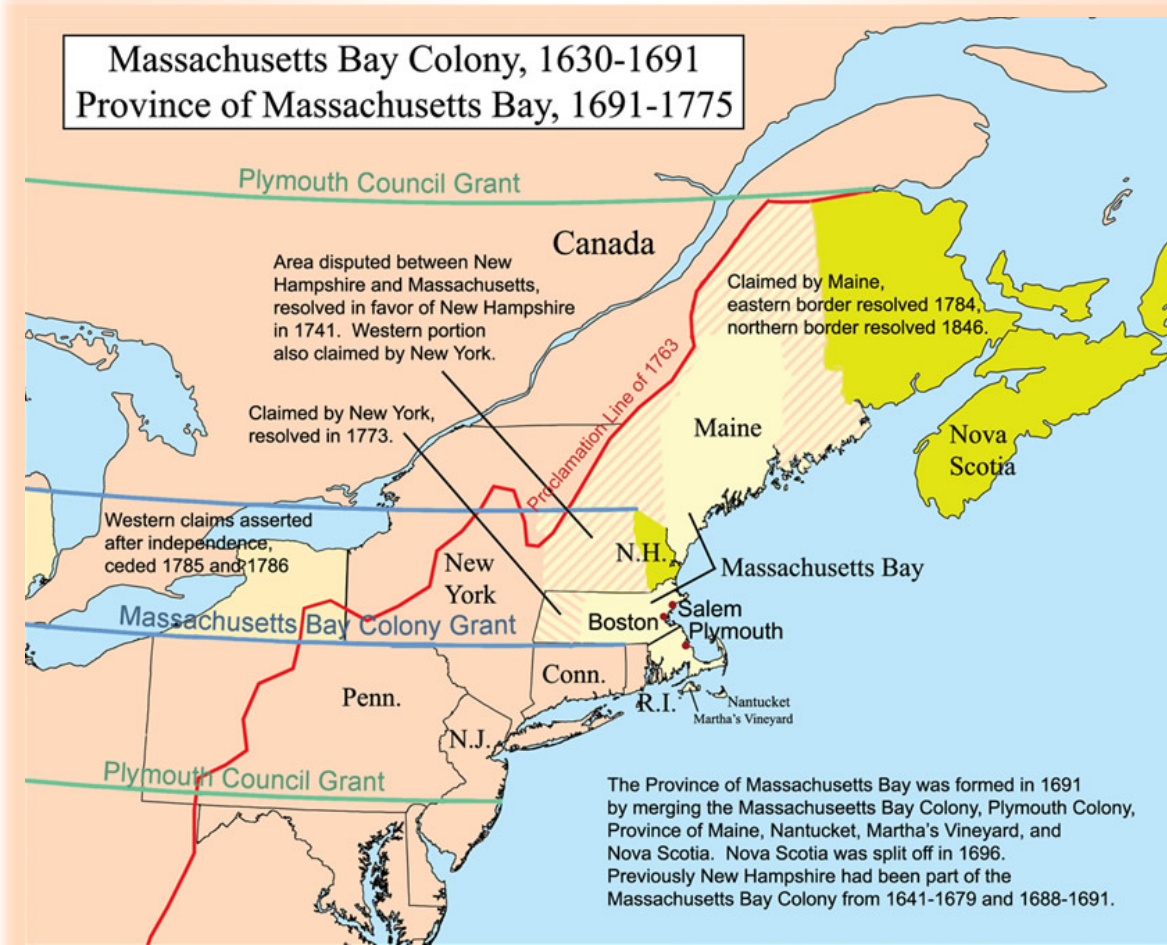 Massachusetts Bay Colony, 1630-1691
Province of Massachusetts Bay, 1691-1775
Plymouth Council Grant
Canada
Area disputed between New
Hampshire and Massachusetts,
resolved in favor of New Hampshire
in 1741. Western portion
also claimed by New York.
Claimed by Maine,
eastern border resolved 1784,
northern border resolved 1846.
Proclamation Line of 1763
Claimed by New York,
resolved in 1773.
Maine
Nova
Scotia
Western claims asserted
after independence,
ceded 1785 and 1786
New
York
N.H.
Massachusetts Bay
Massachusetts Bay Colony Grant
Boston
Salem
Plymouth
Conn.
Penn.
R.I.
Nantucket
Martha's Vineyard
N.J.
Plymouth Council Grant
The Province of Massachusetts Bay was formed in 1691
by merging the Massachuseetts Bay Colony, Plymouth Colony,
Province of Maine, Nantucket, Martha's Vineyard, and
Nova Scotia. Nova Scotia was split off in 1696.
Previously New Hampshire had been part of the
Massachusetts Bay Colony from 1641-1679 and 1688-1691.